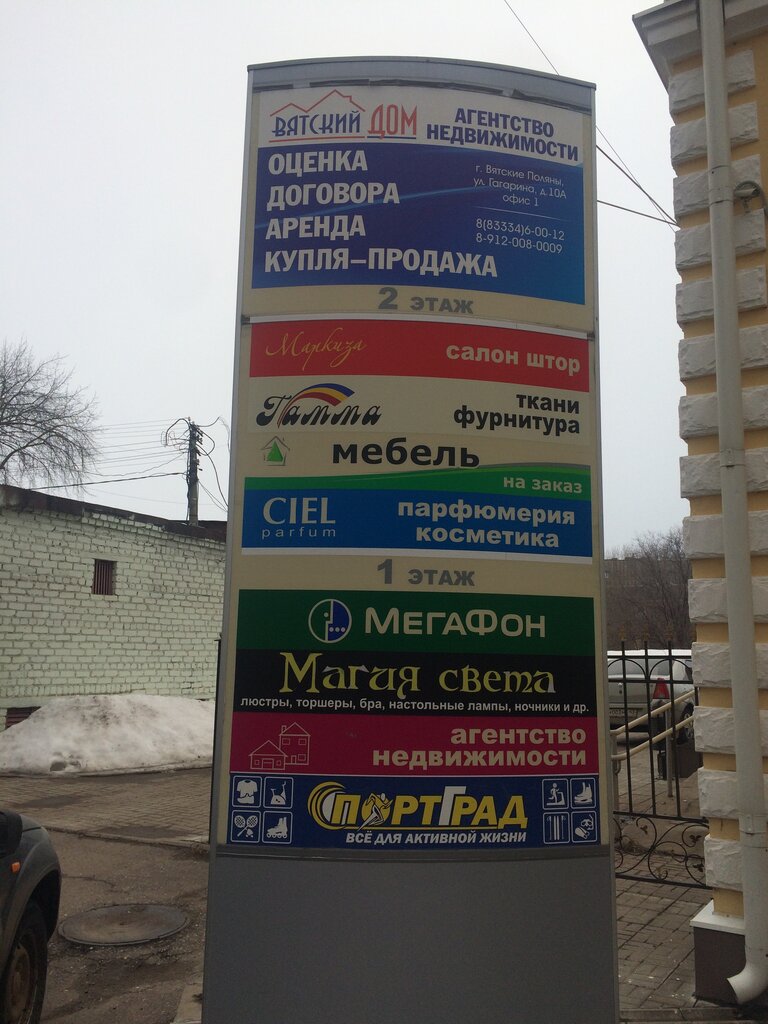 ВЯТСКИЙ ДОМ
АГЕНТСТВО
НЕДВИЖИМОСТИ
ОЦЕНКА
ДОГОВОРА
АРЕНДА
КУПЛЯ-ПРОДАЖА
г. Вятские Поляны,
ул. Гагарина, д.10А
офис 1
8(83334)6-00-12
8-912-008-0009
2 этаж
Маркиза
салон штор
Гамма
ткани
фурнитура
мебель
на заказ
CIEL
parfum
парфюмерия
косметика
1 этаж
МегаФон
Магия света
люстры, торшеры, бра, настольные лампы, ночники и др.
агентство
недвижимости
СпортГрад
ВСЁ ДЛЯ АКТИВНОЙ ЖИЗНИ